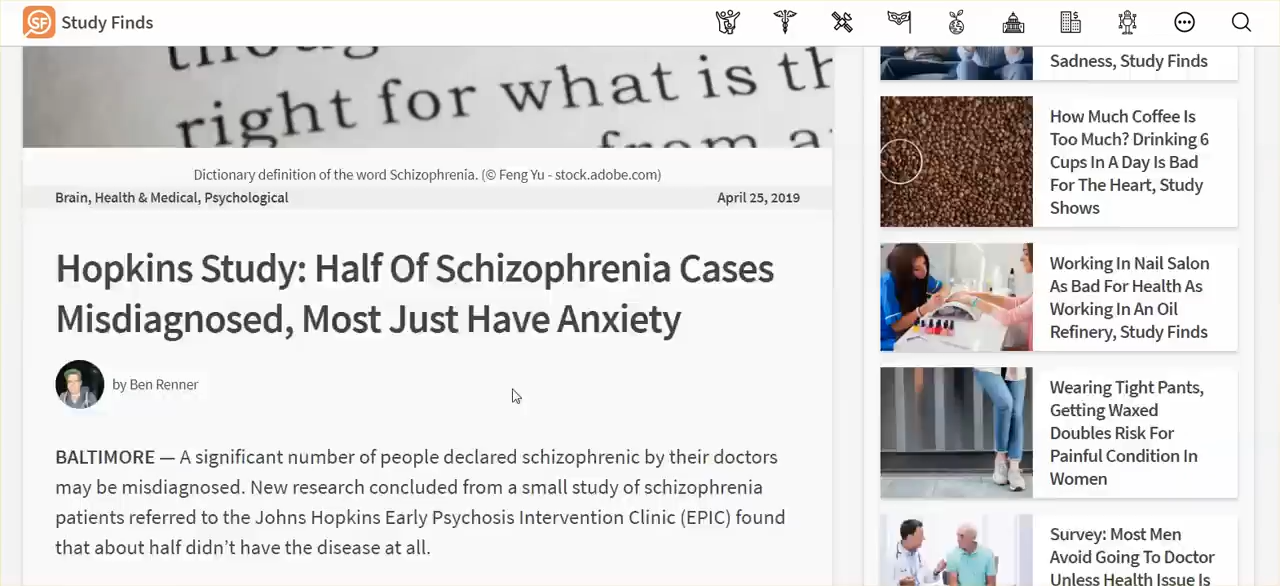 Study Finds
right for what is th
from a
Dictionary definition of the word Schizophrenia. (© Feng Yu - stock.adobe.com)
Brain, Health & Medical, Psychological
April 25, 2019
Hopkins Study: Half Of Schizophrenia Cases
Misdiagnosed, Most Just Have Anxiety
by Ben Renner
BALTIMORE — A significant number of people declared schizophrenic by their doctors
may be misdiagnosed. New research concluded from a small study of schizophrenia
patients referred to the Johns Hopkins Early Psychosis Intervention Clinic (EPIC) found
that about half didn’t have the disease at all.
Sadness, Study Finds
How Much Coffee Is
Too Much? Drinking 6
Cups In A Day Is Bad
For The Heart, Study
Shows
Working In Nail Salon
As Bad For Health As
Working In An Oil
Refinery, Study Finds
Wearing Tight Pants,
Getting Waxed
Doubles Risk For
Painful Condition In
Women
Survey: Most Men
Avoid Going To Doctor
Unless Health Issue Is